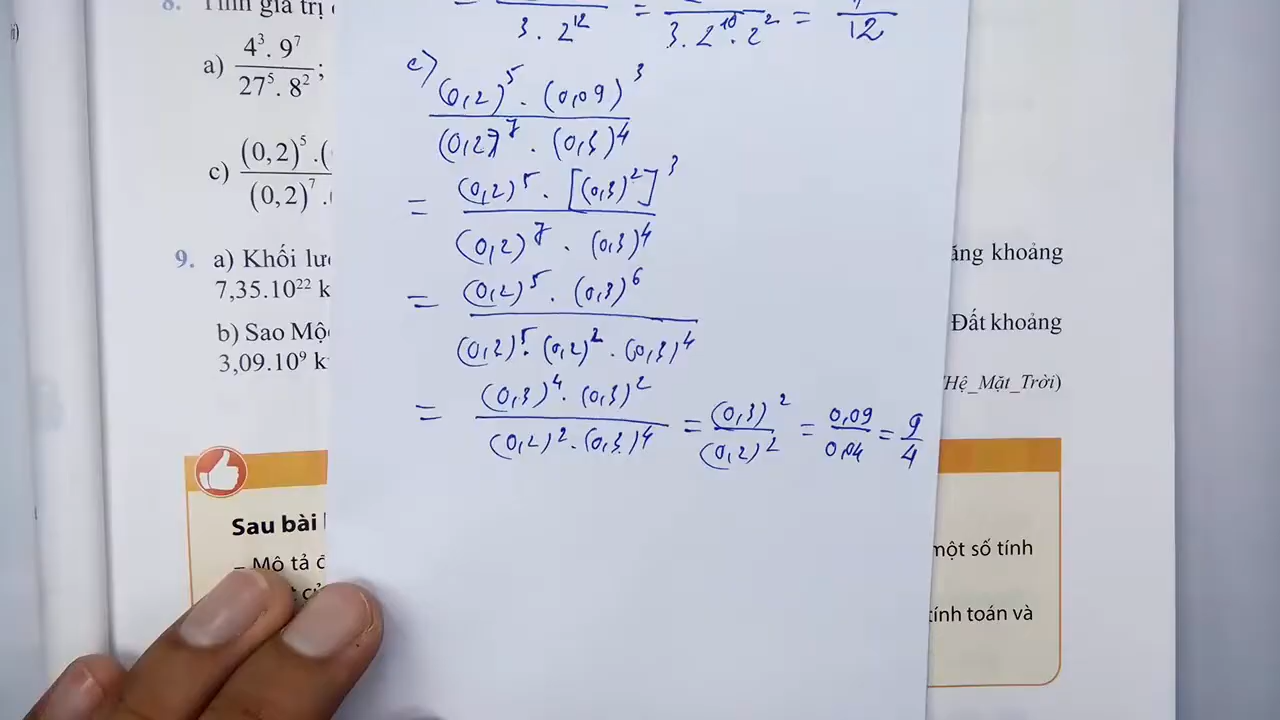 8. Tính giá trị
= 3 . 2^12 = 3 . 2^10 . 2^2 = 12
a) 4^3 . 9^7 / 27^5 . 8^2 ;
c) (0,2)^5 . (0,09)^3 / (0,2)^7 . (0,3)^4
c) (0,2)^5 . ( / (0,2)^7 .
= (0,2)^5 . [(0,3)^2]^3 / (0,2)^7 . (0,3)^4
9. a) Khối lư
ăng khoảng
7,35.10^22 k
= (0,2)^5 . (0,3)^6 / (0,2)^5 . (0,2)^2 . (0,3)^4
b) Sao Mộ
Đất khoảng
3,09.10^9 k
Hệ_Mặt_Trời)
= (0,3)^4 . (0,3)^2 / (0,2)^2 . (0,3)^4 = (0,3)^2 / (0,2)^2 = 0,09 / 0,04 = 9 / 4
Sau bài
một số tính
– Mô tả
tính toán và